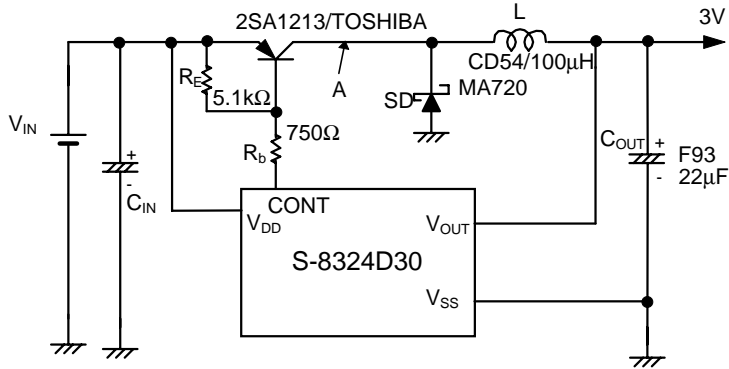 2SA1213/TOSHIBA
L
3V
CD54/100μH
RE
5.1kΩ
A
SD
MA720
VIN
750Ω
Rb
COUT
+
F93
22μF
-
+
-
CIN
CONT
VDD
VOUT
S-8324D30
VSS